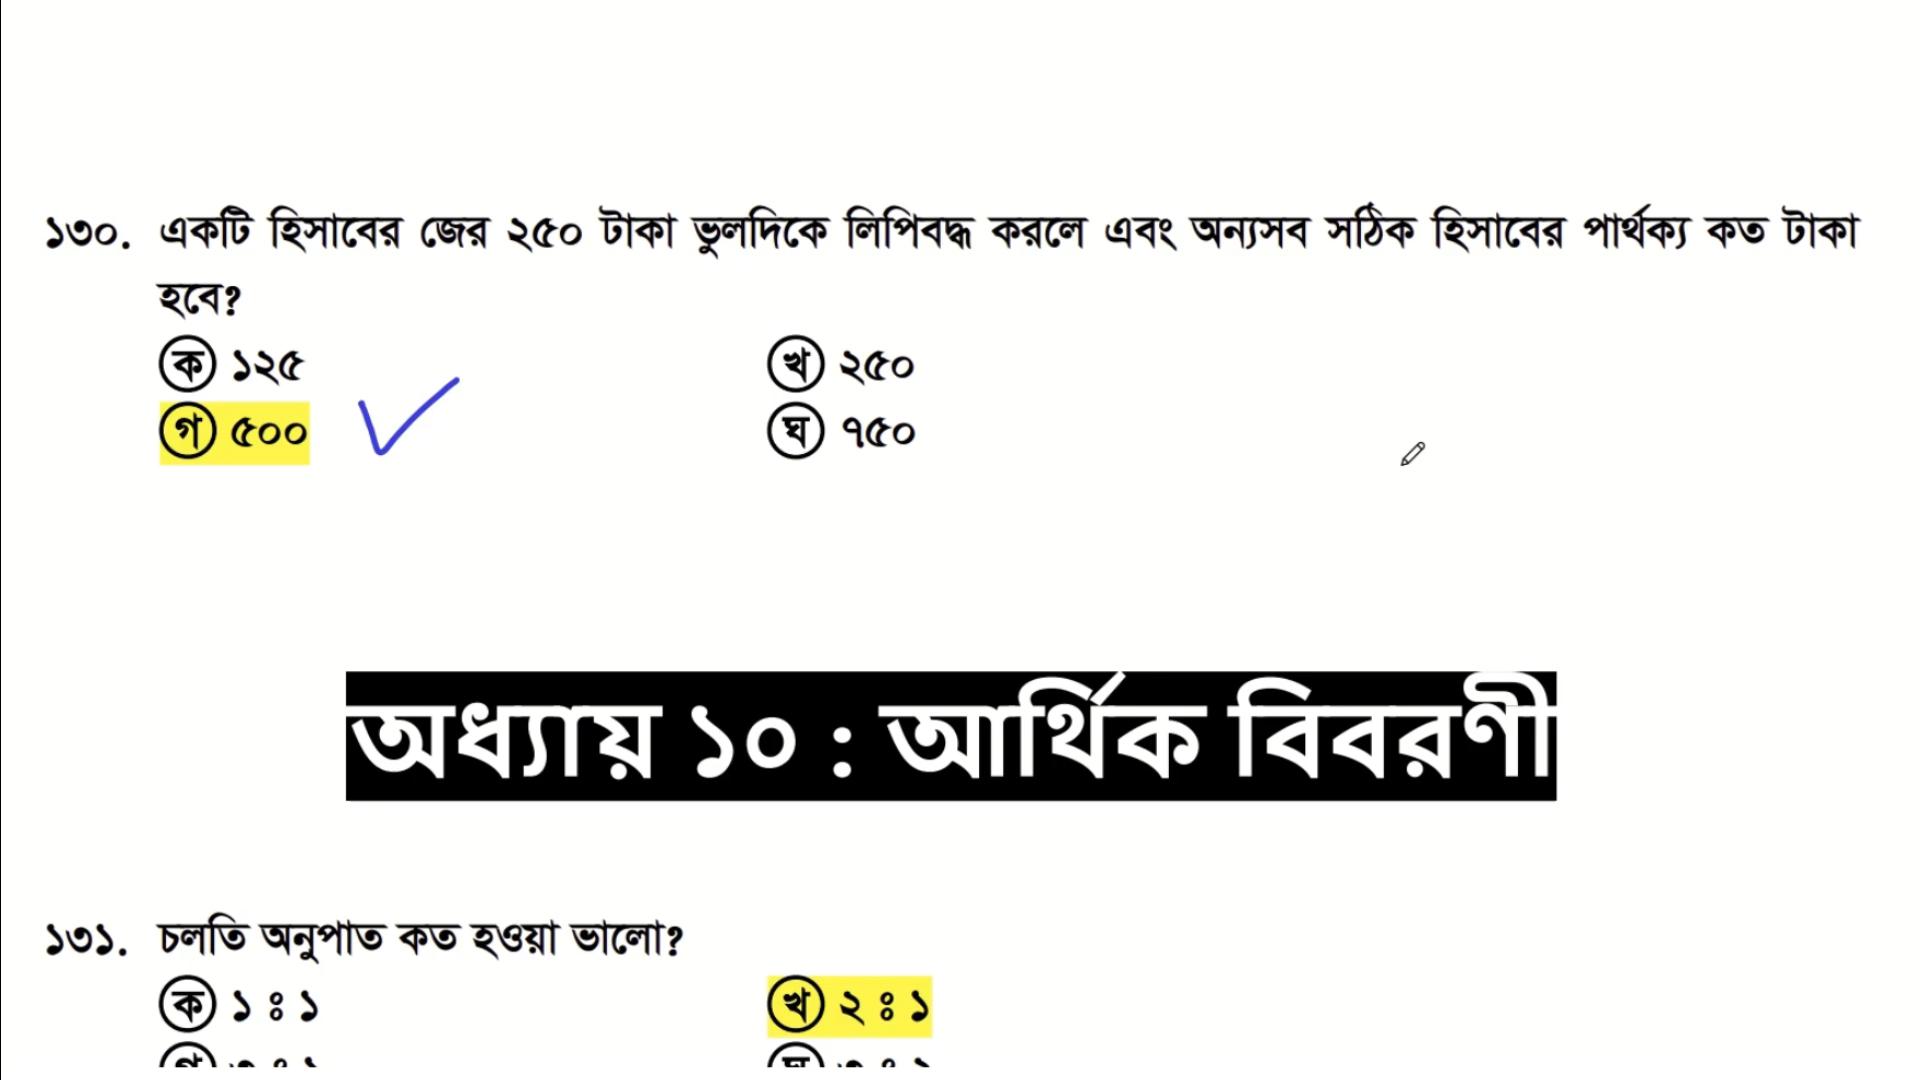 ১৩০. একটি হিসাবের জের ২৫০ টাকা ভুলদিকে লিপিবদ্ধ করলে এবং অন্যসব সঠিক হিসাবের পার্থক্য কত টাকা
হবে?
ক ১২৫ খ ২৫০
গ ৫০০ ঘ ৭৫০
অধ্যায় ১০ : আর্থিক বিবরণী
১৩১. চলতি অনুপাত কত হওয়া ভালো?
ক ১ ঃ ১ খ ২ ঃ ১